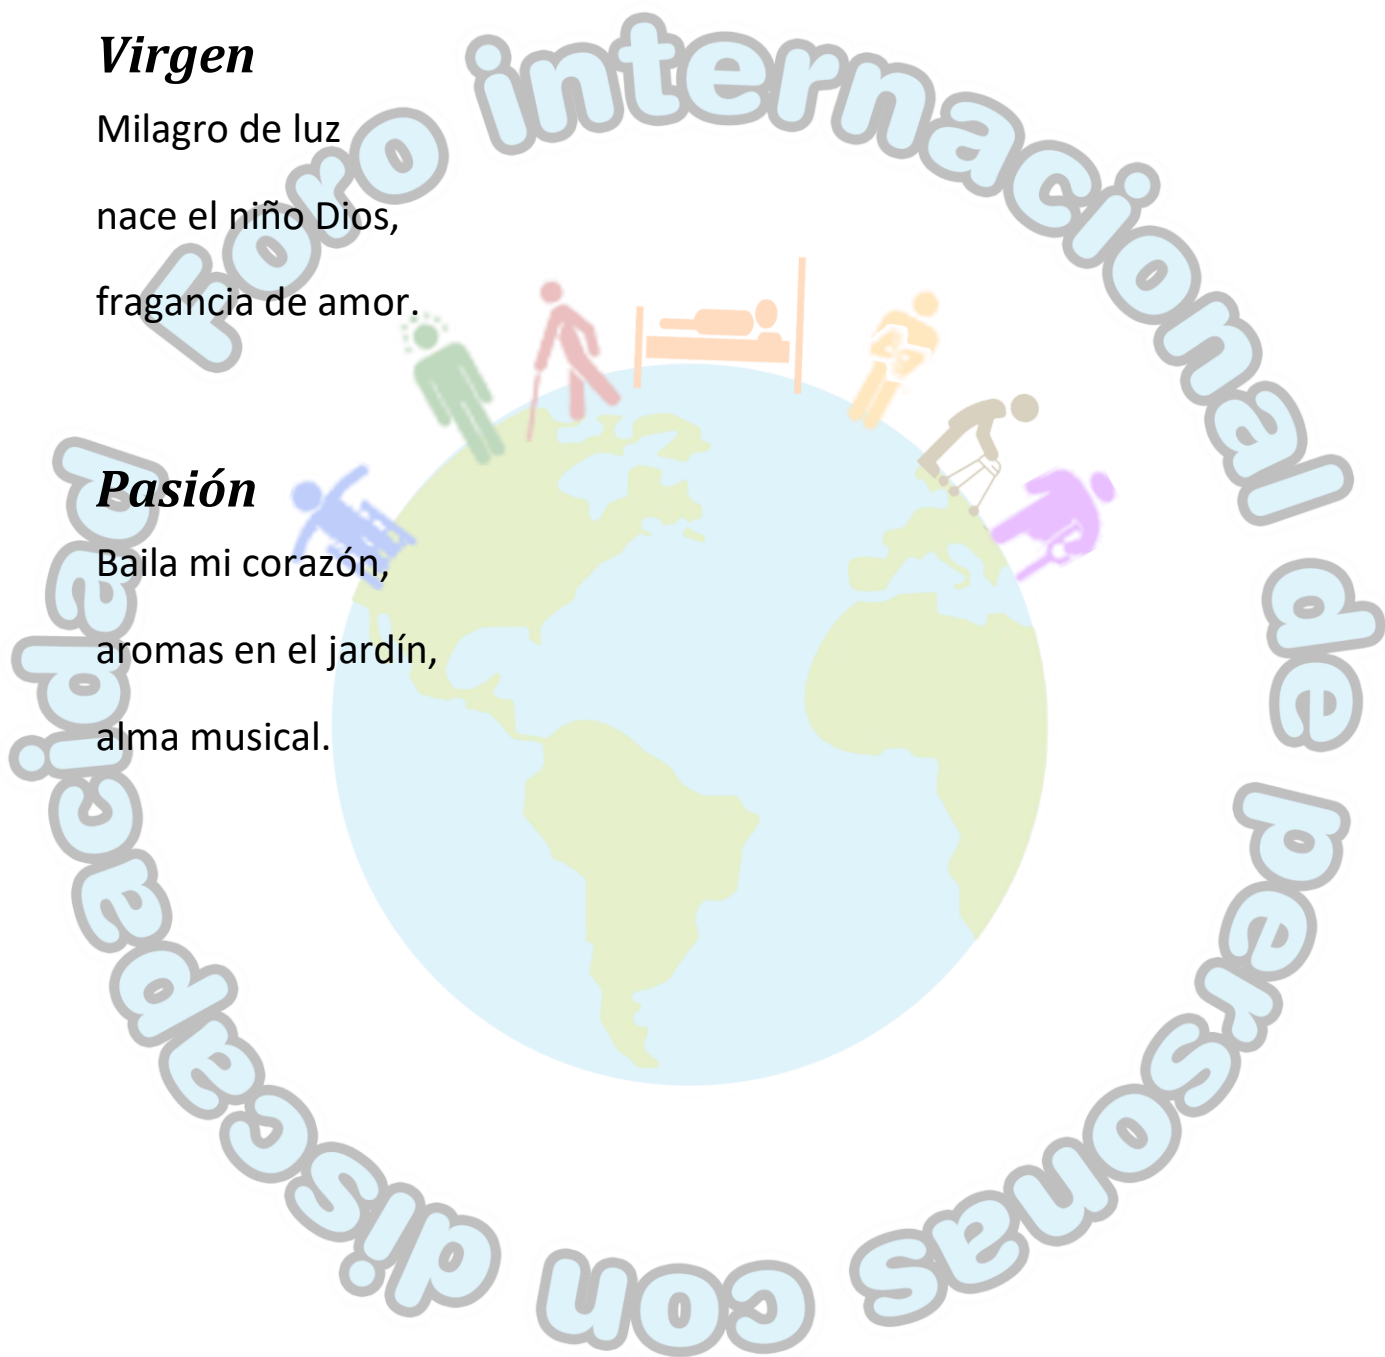 Virgen
Milagro de luz
nace el niño Dios,
fragancia de amor.
Pasión
Baila mi corazón,
aromas en el jardín,
alma musical.
Foro internacional de personas con discapacidad